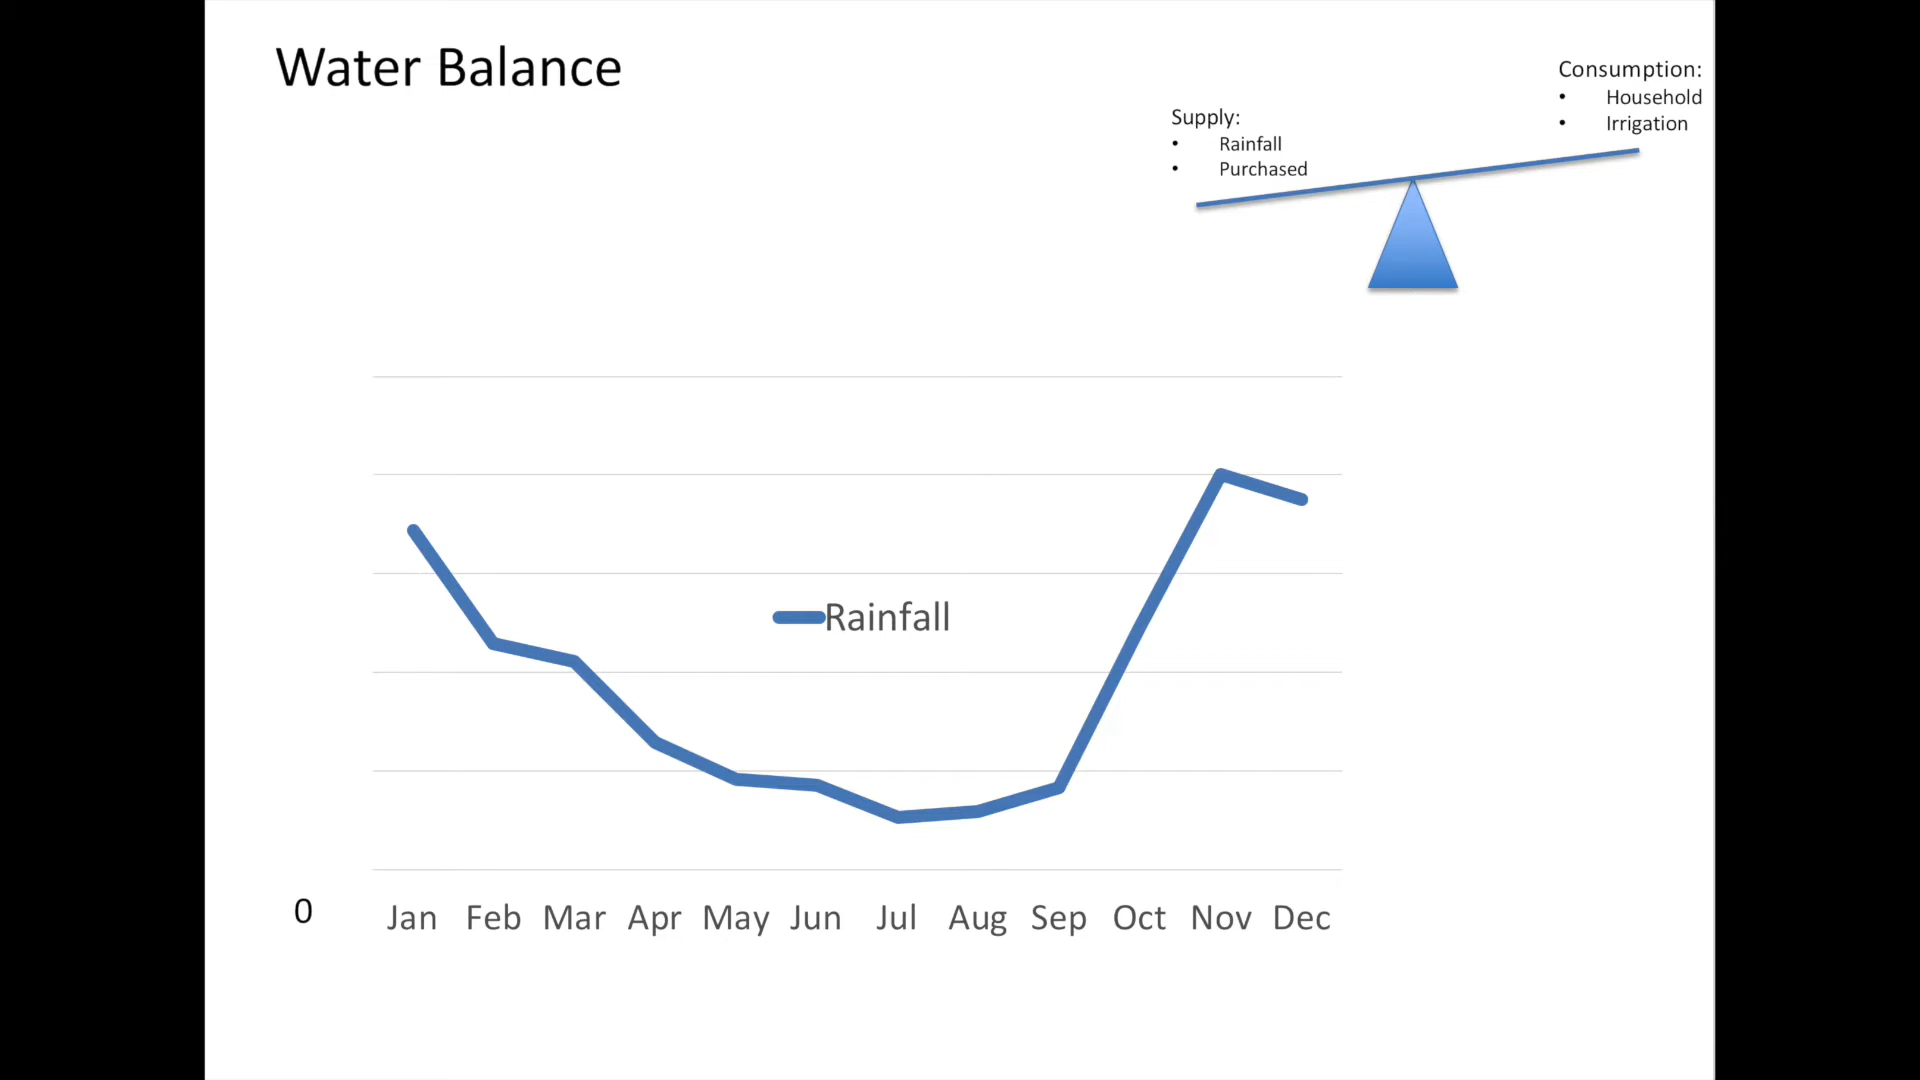 Water Balance
Consumption:
• Household
• Irrigation
Supply:
• Rainfall
• Purchased
Rainfall
0
Jan Feb Mar Apr May Jun Jul Aug Sep Oct Nov Dec